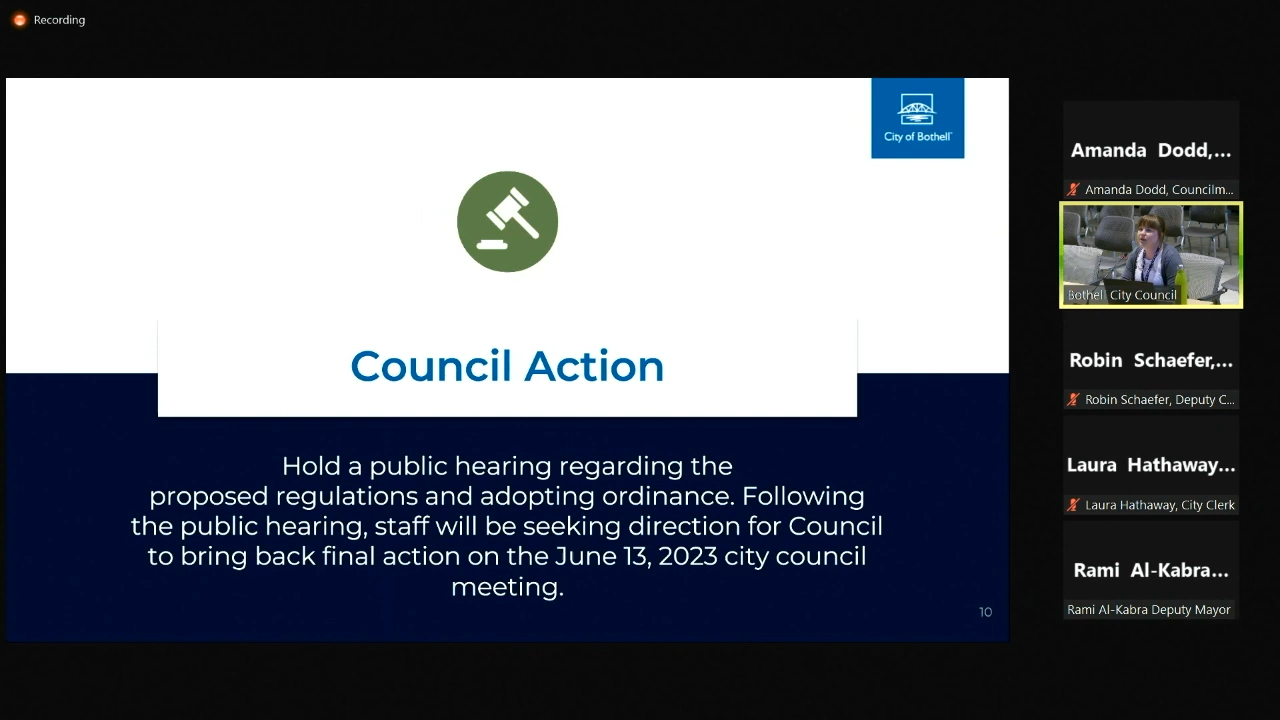 Recording
City of Bothell
Council Action
Hold a public hearing regarding the
proposed regulations and adopting ordinance. Following
the public hearing, staff will be seeking direction for Council
to bring back final action on the June 13, 2023 city council
meeting.
10
Amanda Dodd,...
Amanda Dodd, Councilm...
Bothell City Council
Robin Schaefer,...
Robin Schaefer, Deputy C...
Laura Hathaway...
Laura Hathaway, City Clerk
Rami Al-Kabra...
Rami Al-Kabra Deputy Mayor